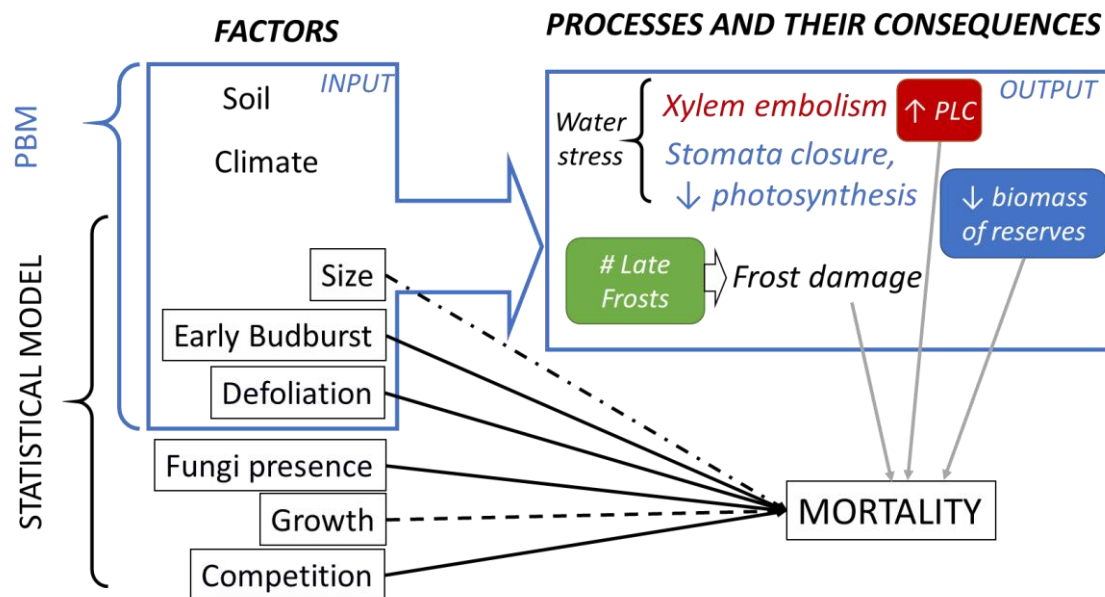 FACTORS
PROCESSES AND THEIR CONSEQUENCES
PBM
STATISTICAL MODEL
INPUT
Soil
Climate
Size
Early Budburst
Defoliation
Fungi presence
Growth
Competition
OUTPUT
Water
stress
Xylem embolism
↑ PLC
Stomata closure,
↓ photosynthesis
↓ biomass
of reserves
# Late
Frosts
Frost damage
MORTALITY